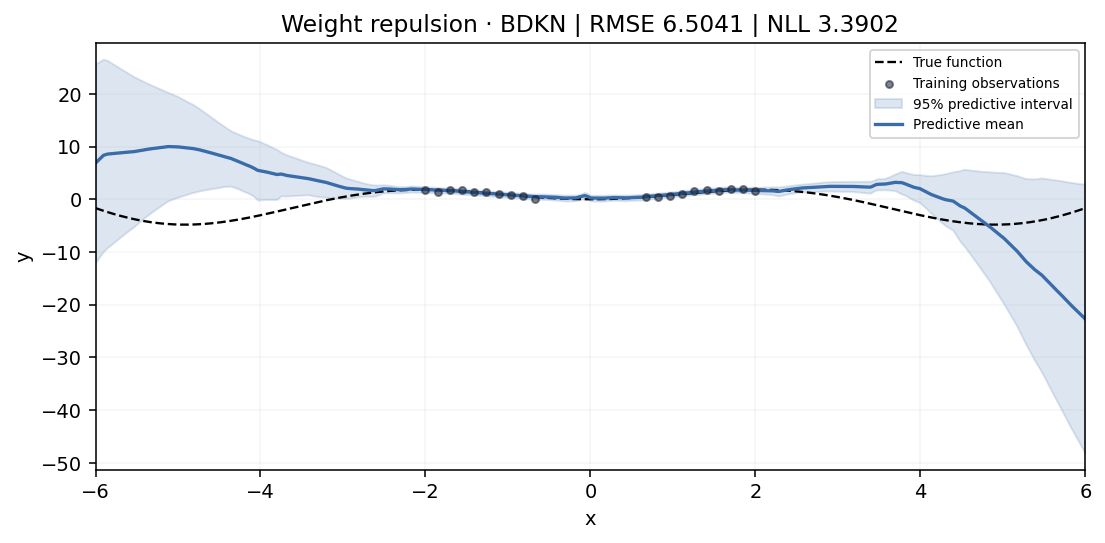 Weight repulsion · BDKN | RMSE 6.5041 | NLL 3.3902
True function
Training observations
95% predictive interval
Predictive mean
20
10
0
−10
−20
−30
−40
−50
y
−6
−4
−2
0
2
4
6
x